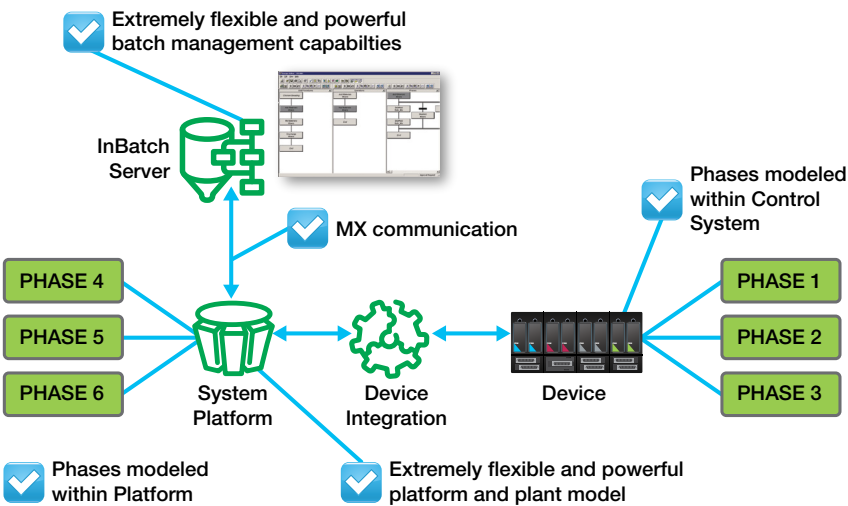 Extremely flexible and powerful
batch management capabilties
InBatch
Server
MX communication
Phases modeled
within Control
System
PHASE 4
PHASE 5
PHASE 6
PHASE 1
PHASE 2
PHASE 3
System
Platform
Device
Integration
Device
Phases modeled
within Platform
Extremely flexible and powerful
platform and plant model